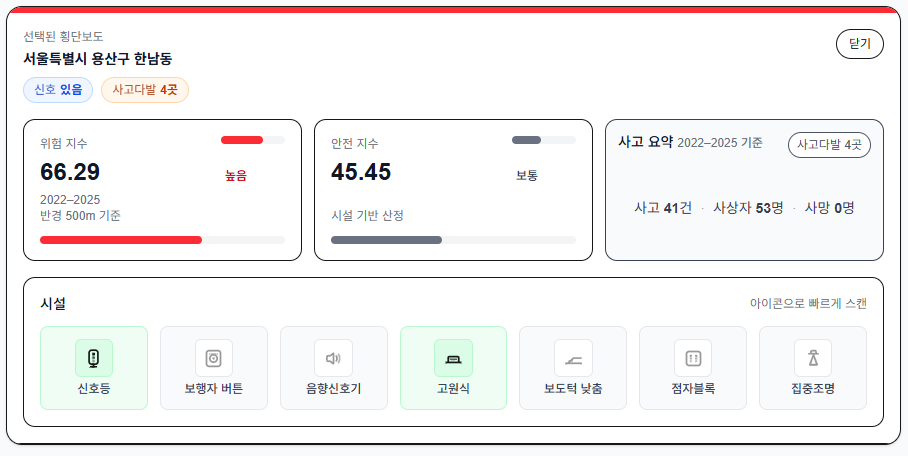 선택된 횡단보도
서울특별시 용산구 한남동
닫기
신호 있음
사고다발 4곳
위험 지수
66.29
높음
2022–2025
반경 500m 기준
안전 지수
45.45
보통
시설 기반 산정
사고 요약 2022–2025 기준
사고다발 4곳
사고 41건 · 사상자 53명 · 사망 0명
시설
아이콘으로 빠르게 스캔
신호등
보행자 버튼
음향신호기
고원식
보도턱 낮춤
점자블록
집중조명